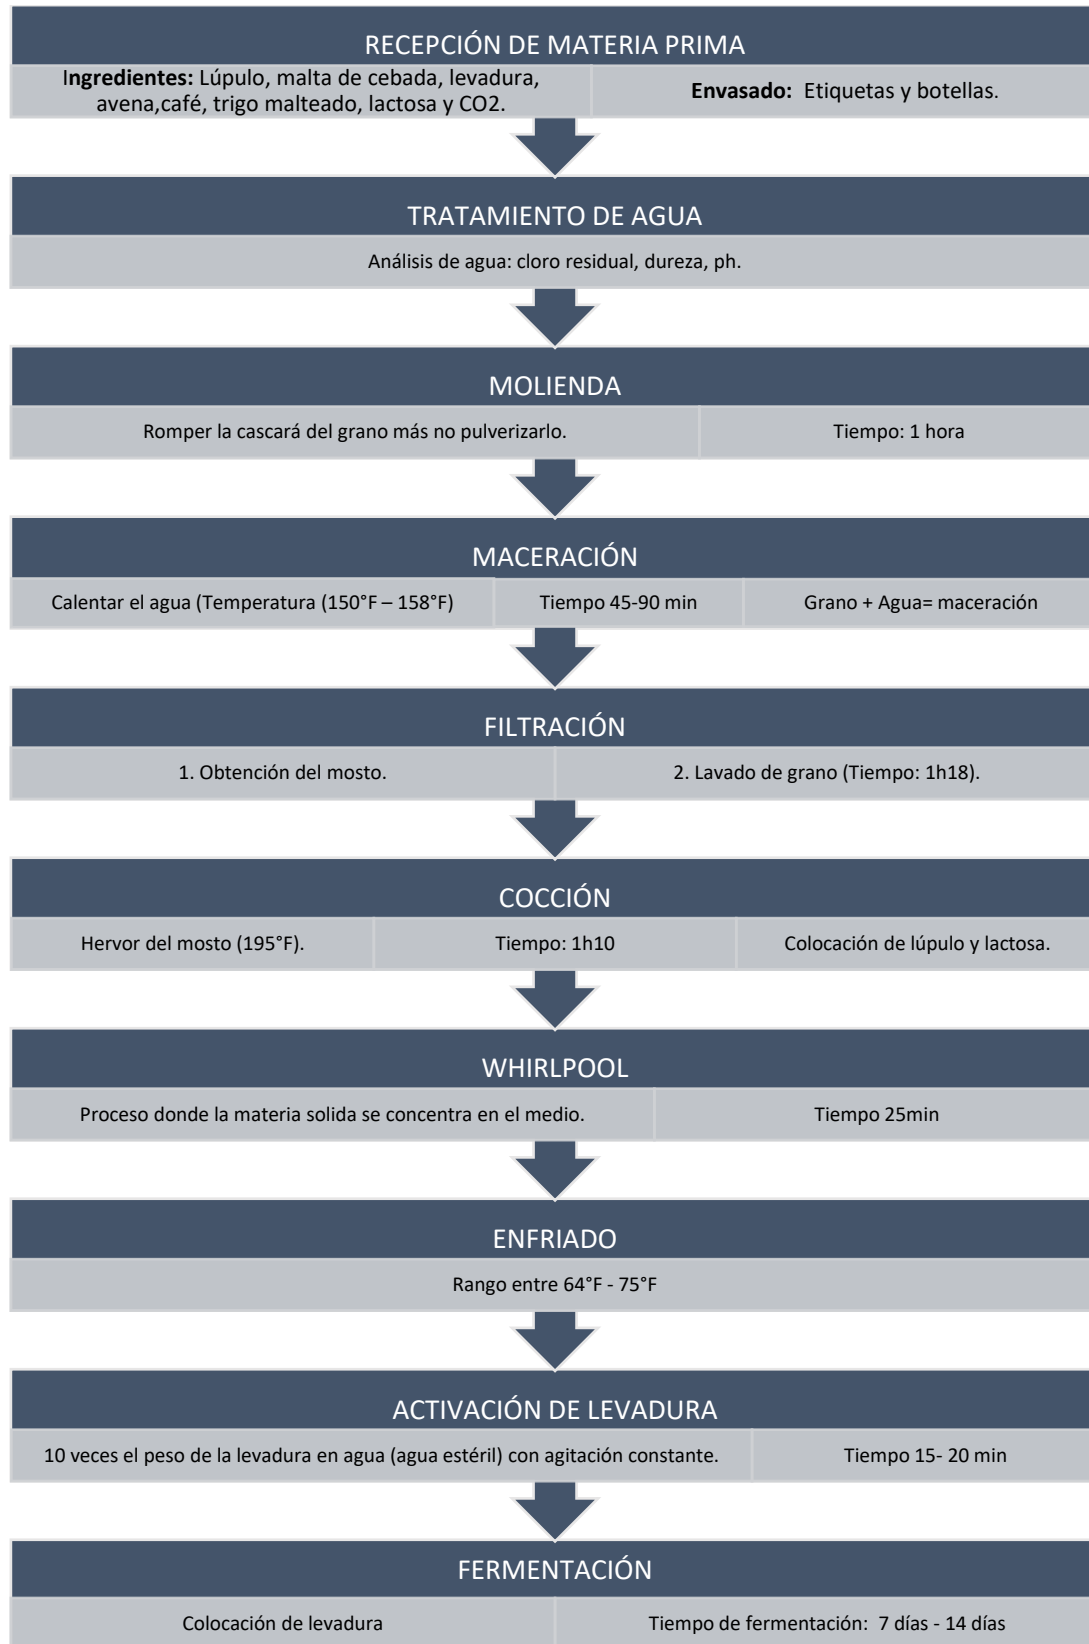 RECEPCIÓN DE MATERIA PRIMA
Ingredientes: Lúpulo, malta de cebada, levadura,
avena,café, trigo malteado, lactosa y CO2.
Envasado: Etiquetas y botellas.
TRATAMIENTO DE AGUA
Análisis de agua: cloro residual, dureza, ph.
MOLIENDA
Romper la cascará del grano más no pulverizarlo.
Tiempo: 1 hora
MACERACIÓN
Calentar el agua (Temperatura (150°F – 158°F)
Tiempo 45-90 min
Grano + Agua= maceración
FILTRACIÓN
1. Obtención del mosto.
2. Lavado de grano (Tiempo: 1h18).
COCCIÓN
Hervor del mosto (195°F).
Tiempo: 1h10
Colocación de lúpulo y lactosa.
WHIRLPOOL
Proceso donde la materia solida se concentra en el medio.
Tiempo 25min
ENFRIADO
Rango entre 64°F - 75°F
ACTIVACIÓN DE LEVADURA
10 veces el peso de la levadura en agua (agua estéril) con agitación constante.
Tiempo 15- 20 min
FERMENTACIÓN
Colocación de levadura
Tiempo de fermentación: 7 días - 14 días